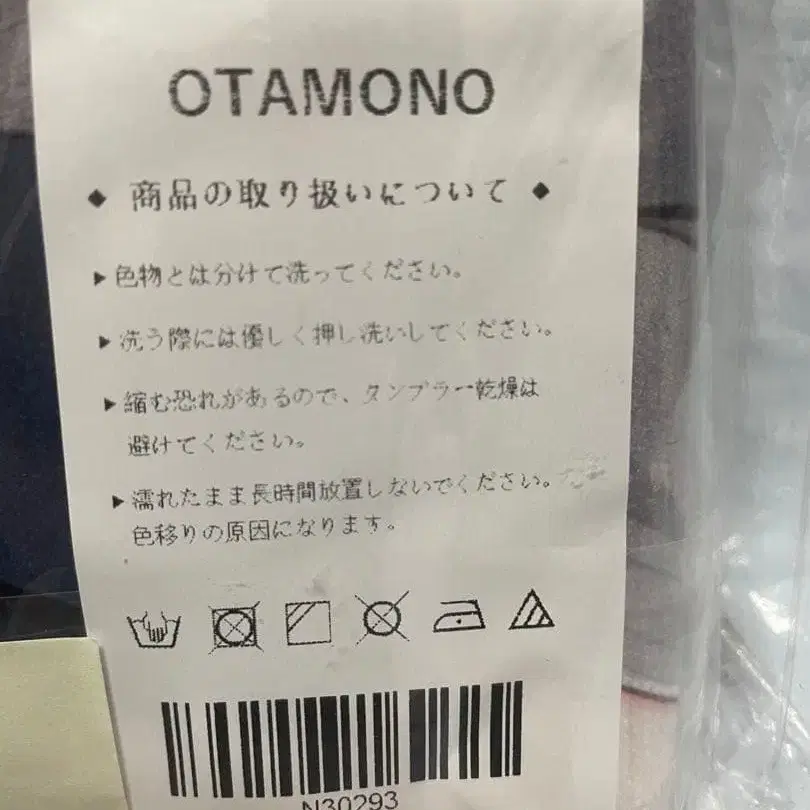 OTAMONO
◆ 商品の取り扱いについて ◆
▶色物とは分けて洗ってください。
▶洗う際には優しく押し洗いしてください。
▶縮む恐れがあるので、タンブラー乾燥は
避けてください。
▶濡れたまま長時間放置しないでください。
色移りの原因になります。
N30293